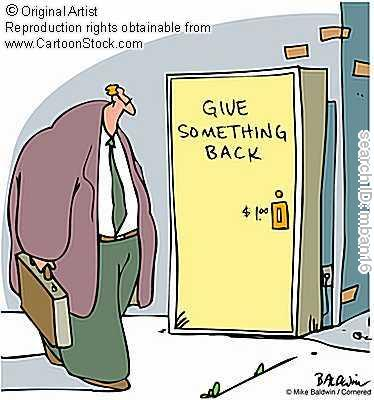 © Original Artist
Reproduction rights obtainable from
www.CartoonStock.com
GIVE
SOMETHING
BACK
$1.00
search ID: mban16
BALDWIN
© Mike Baldwin / Cornered